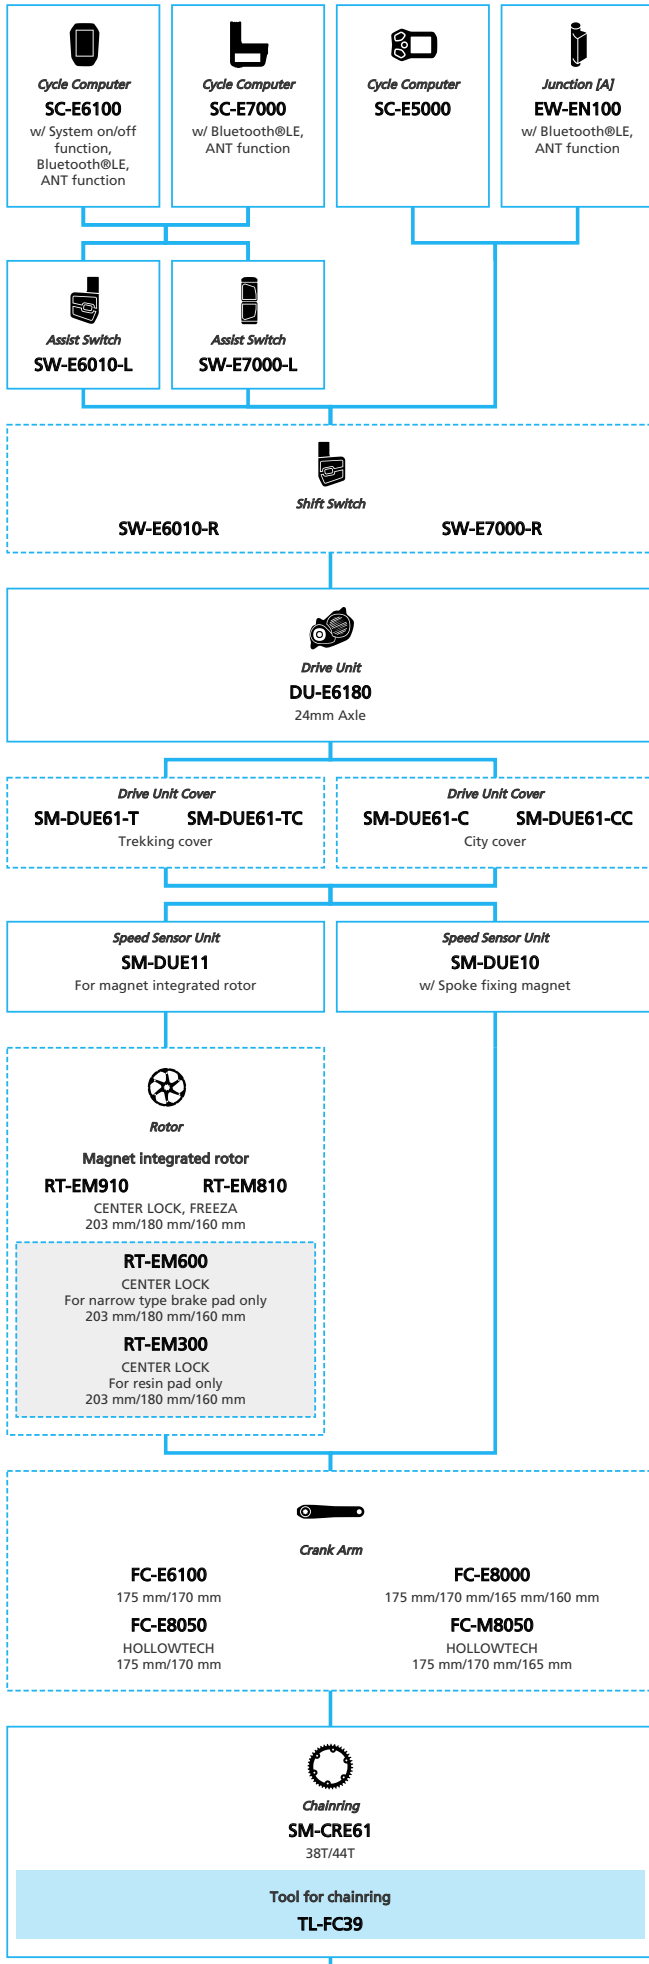 Cycle Computer
SC-E6100
w/ System on/off
function,
Bluetooth®LE,
ANT function
Cycle Computer
SC-E7000
w/ Bluetooth®LE,
ANT function
Cycle Computer
SC-E5000
Junction [A]
EW-EN100
w/ Bluetooth®LE,
ANT function
Assist Switch
SW-E6010-L
Assist Switch
SW-E7000-L
Shift Switch
SW-E6010-R
SW-E7000-R
Drive Unit
DU-E6180
24mm Axle
Drive Unit Cover
SM-DUE61-T SM-DUE61-TC
Trekking cover
Drive Unit Cover
SM-DUE61-C SM-DUE61-CC
City cover
Speed Sensor Unit
SM-DUE11
For magnet integrated rotor
Speed Sensor Unit
SM-DUE10
w/ Spoke fixing magnet
Rotor
Magnet integrated rotor
RT-EM910 RT-EM810
CENTER LOCK, FREEZA
203 mm/180 mm/160 mm
RT-EM600
CENTER LOCK
For narrow type brake pad only
203 mm/180 mm/160 mm
RT-EM300
CENTER LOCK
For resin pad only
203 mm/180 mm/160 mm
Crank Arm
FC-E6100
175 mm/170 mm
FC-E8000
175 mm/170 mm/165 mm/160 mm
FC-E8050
HOLLOWTECH
175 mm/170 mm
FC-M8050
HOLLOWTECH
175 mm/170 mm/165 mm
Chainring
SM-CRE61
38T/44T
Tool for chainring
TL-FC39